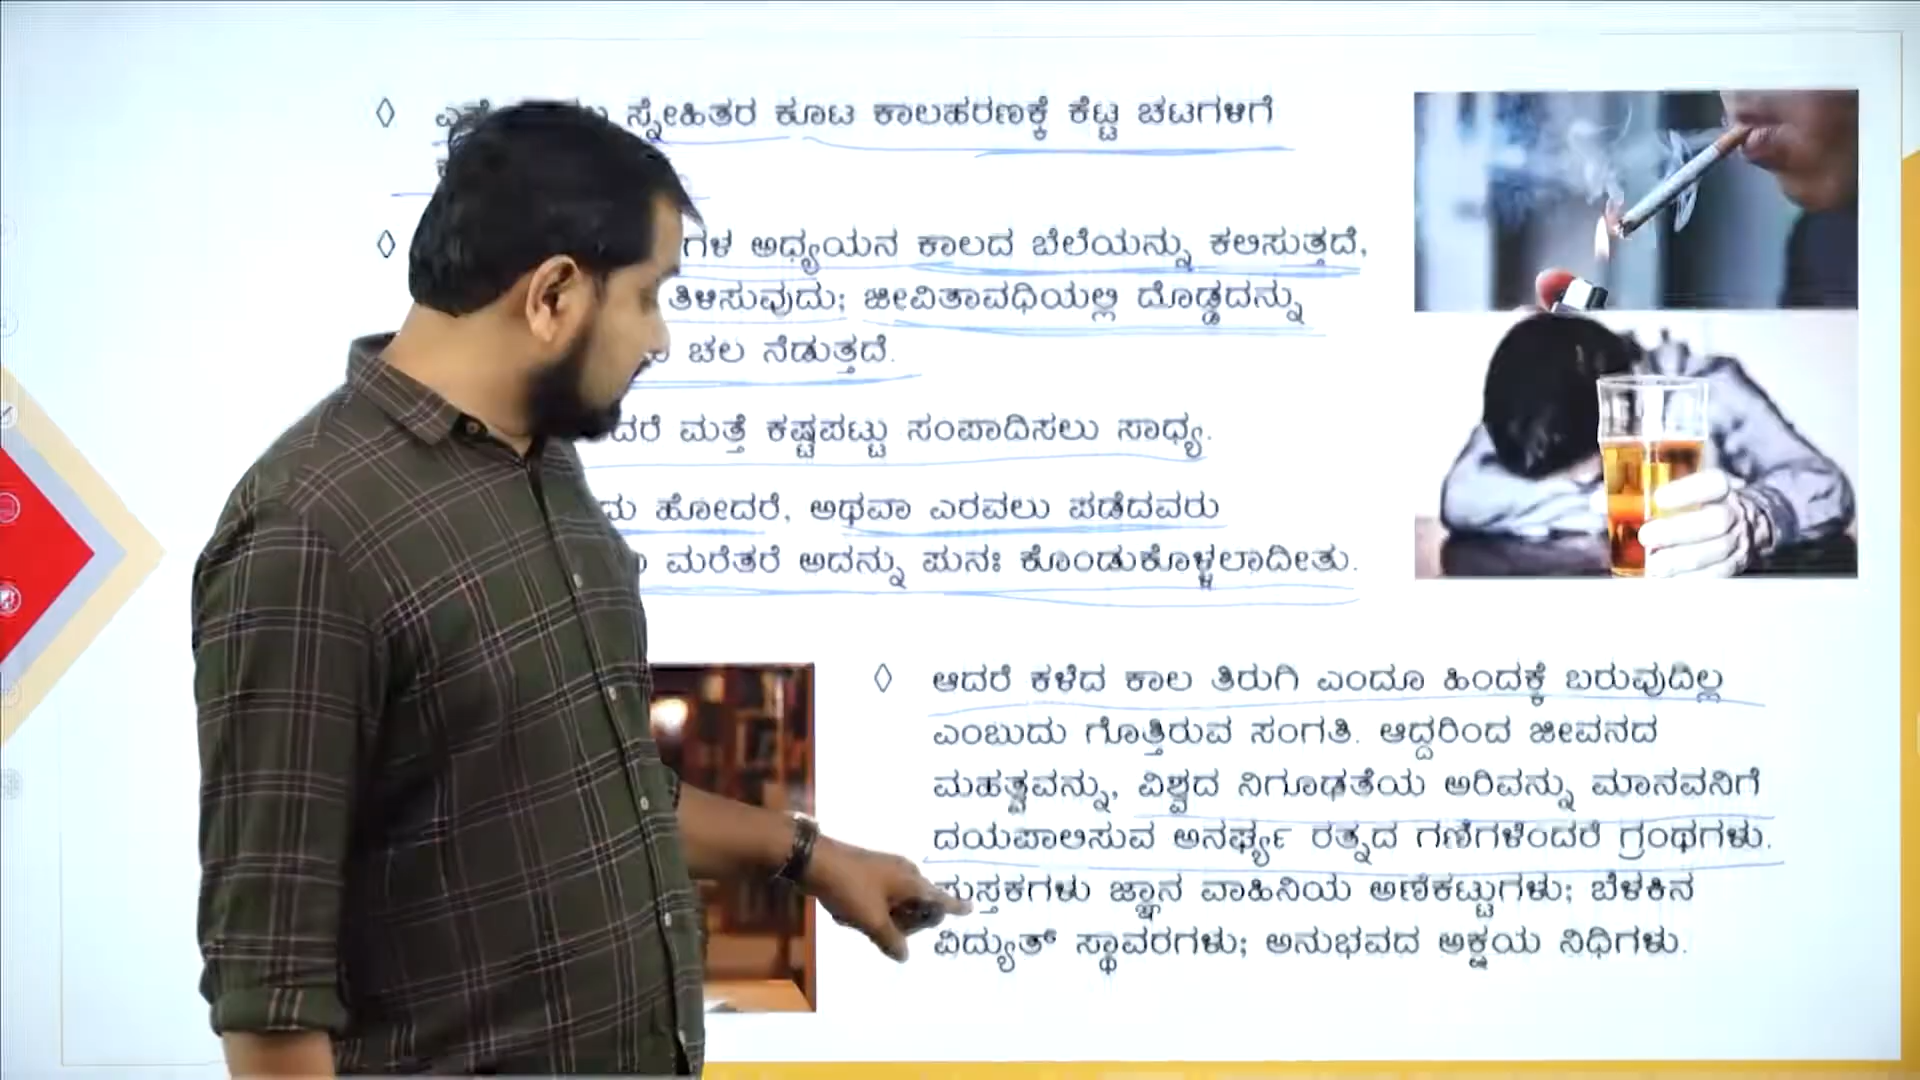 ಸ್ನೇಹಿತರ ಕೂಟ ಕಾಲಹರಣಕ್ಕೆ ಕೆಟ್ಟ ಚಟಗಳಿಗೆ
ಗಳ ಅಧ್ಯಯನ ಕಾಲದ ಬೆಲೆಯನ್ನು ಕಲಿಸುತ್ತದೆ,
ತಿಳಿಸುವುದು; ಜೀವಿತಾವಧಿಯಲ್ಲಿ ದೊಡ್ಡದನ್ನು
ಚಲ ನೆಡುತ್ತದೆ.
ದರೆ ಮತ್ತೆ ಕಷ್ಟಪಟ್ಟು ಸಂಪಾದಿಸಲು ಸಾಧ್ಯ.
ದು ಹೋದರೆ, ಅಥವಾ ಎರವಲು ಪಡೆದವರು
ಮರೆತರೆ ಅದನ್ನು ಪುನಃ ಕೊಂಡುಕೊಳ್ಳಲಾದೀತು.
ಆದರೆ ಕಳೆದ ಕಾಲ ತಿರುಗಿ ಎಂದೂ ಹಿಂದಕ್ಕೆ ಬರುವುದಿಲ್ಲ
ಎಂಬುದು ಗೊತ್ತಿರುವ ಸಂಗತಿ. ಆದ್ದರಿಂದ ಜೀವನದ
ಮಹತ್ವವನ್ನು, ವಿಶ್ವದ ನಿಗೂಢತೆಯ ಅರಿವನ್ನು ಮಾನವನಿಗೆ
ದಯಪಾಲಿಸುವ ಅನರ್ಘ್ಯ ರತ್ನದ ಗಣಿಗಳೆಂದರೆ ಗ್ರಂಥಗಳು.
ಪುಸ್ತಕಗಳು ಜ್ಞಾನ ವಾಹಿನಿಯ ಅಣೆಕಟ್ಟುಗಳು; ಬೆಳಕಿನ
ವಿದ್ಯುತ್ ಸ್ಥಾವರಗಳು; ಅನುಭವದ ಅಕ್ಷಯ ನಿಧಿಗಳು.